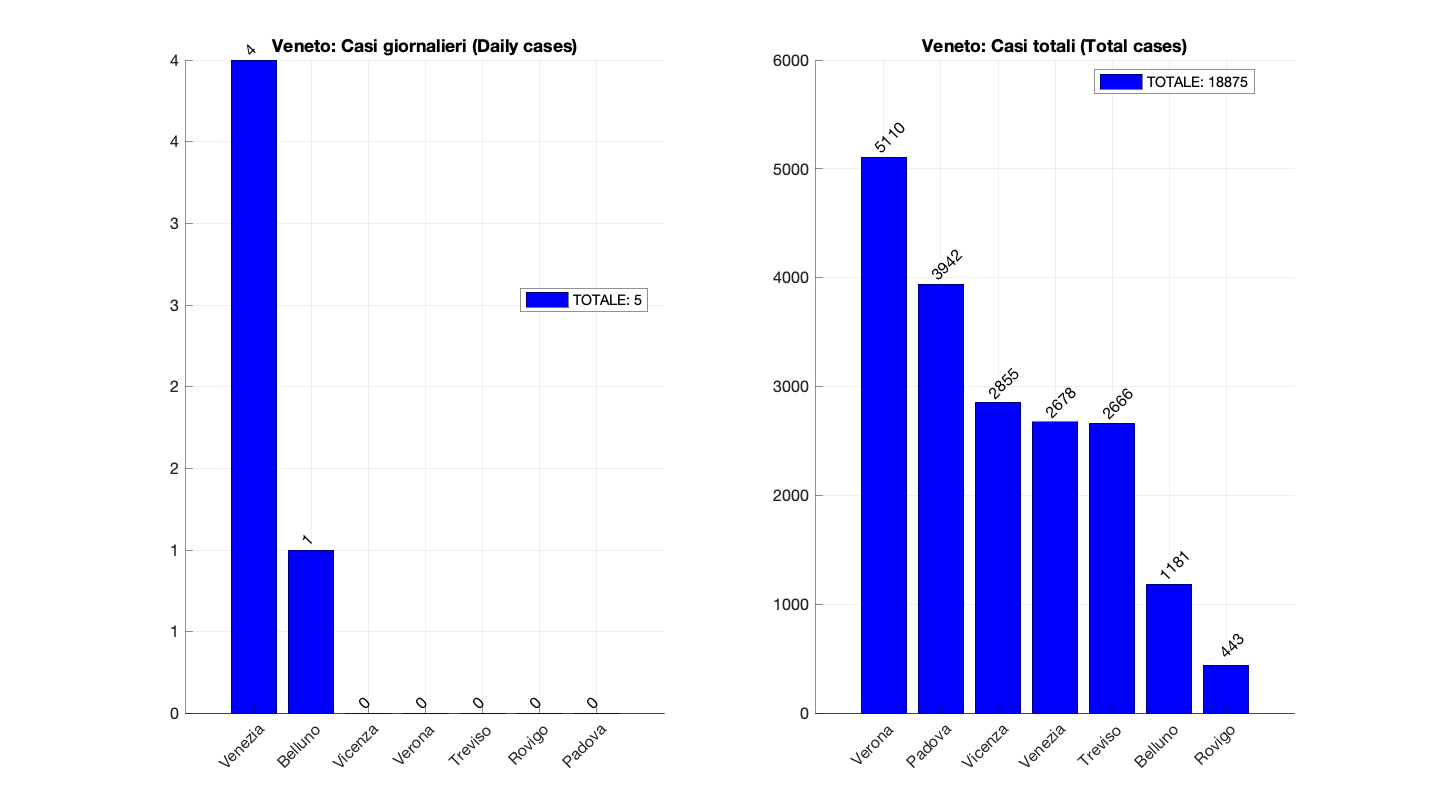 Veneto: Casi giornalieri (Daily cases)
4
4
4
3
3
2
2
1
1
0
1
0
0
0
0
0
TOTALE: 5
Venezia
Belluno
Vicenza
Verona
Treviso
Rovigo
Padova
Veneto: Casi totali (Total cases)
6000
5000
4000
3000
2000
1000
0
TOTALE: 18875
5110
3942
2855
2678
2666
1181
443
Verona
Padova
Vicenza
Venezia
Treviso
Belluno
Rovigo